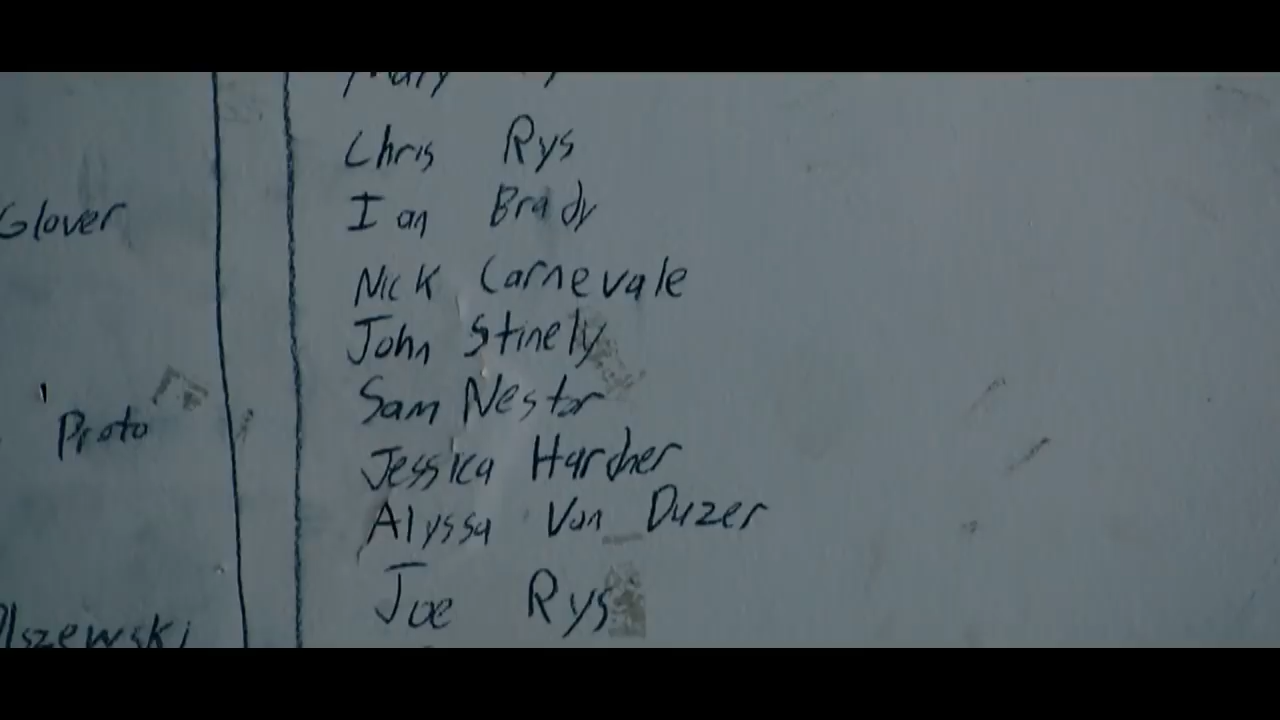 Mary
Chris Rys
Glover
Ian Brady
Nick Carnevale
John Stinely
Sam Nestor
Proto
Jessica Harcher
Alyssa Van Duzer
Joe Rys
lszewski